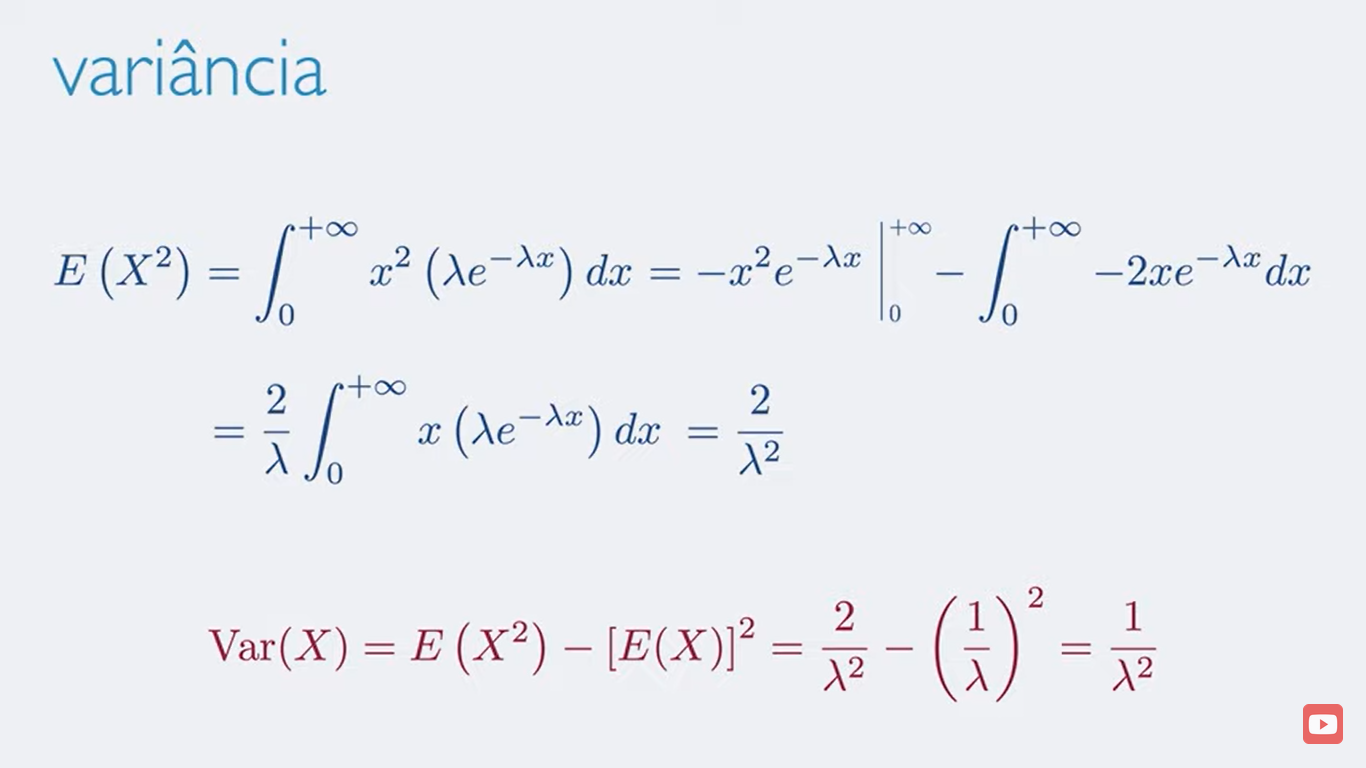 variância
E(X²) = ∫₀^{+∞} x² (λe^{−λx}) dx = −x²e^{−λx} |₀^{+∞} − ∫₀^{+∞} −2xe^{−λx}dx
= 2/λ ∫₀^{+∞} x (λe^{−λx}) dx = 2/λ²
Var(X) = E(X²) − [E(X)]² = 2/λ² − (1/λ)² = 1/λ²